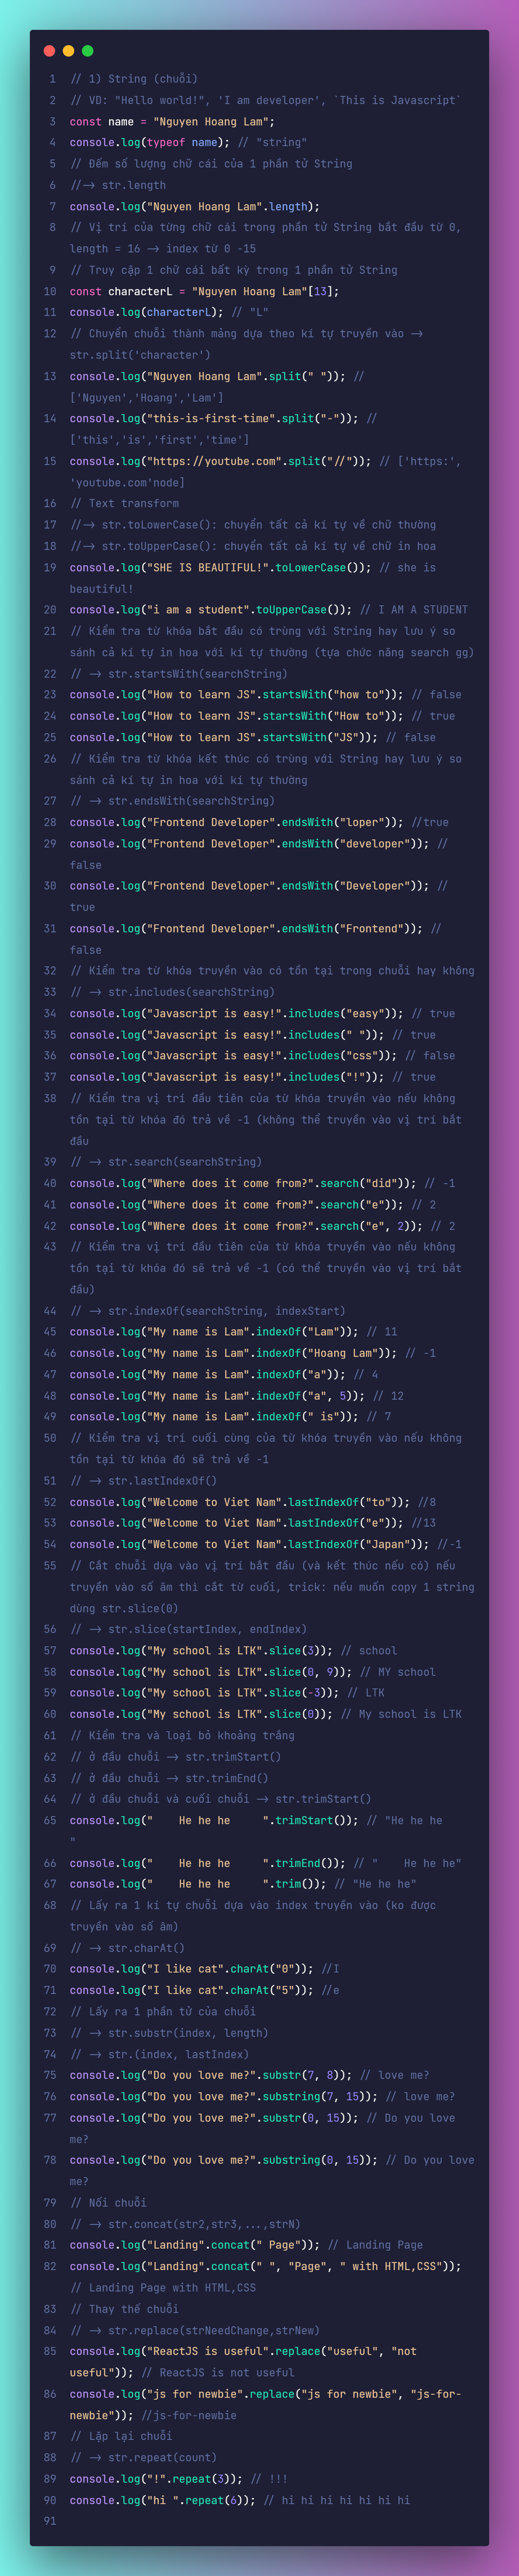 1 // 1) String (chuỗi)
2 // VD: "Hello world!", 'I am developer', `This is Javascript`
3 const name = "Nguyen Hoang Lam";
4 console.log(typeof name); // "string"
5 // Đếm số lượng chữ cái của 1 phần tử String
6 //-> str.length
7 console.log("Nguyen Hoang Lam".length);
8 // Vị trí của từng chữ cái trong phần tử String bắt đầu từ 0,
length = 16 -> index từ 0 -15
9 // Truy cập 1 chữ cái bất kỳ trong 1 phần tử String
10 const characterL = "Nguyen Hoang Lam"[13];
11 console.log(characterL); // "L"
12 // Chuyển chuỗi thành mảng dựa theo kí tự truyền vào ->
str.split('character')
13 console.log("Nguyen Hoang Lam".split(" ")); //
['Nguyen','Hoang','Lam']
14 console.log("this-is-first-time".split("-")); //
['this','is','first','time']
15 console.log("https://youtube.com".split("//")); // ['https:',
'youtube.com'node]
16 // Text transform
17 //-> str.toLowerCase(): chuyển tất cả kí tự về chữ thường
18 //-> str.toUpperCase(): chuyển tất cả kí tự về chữ in hoa
19 console.log("SHE IS BEAUTIFUL!".toLowerCase()); // she is
beautiful!
20 console.log("i am a student".toUpperCase()); // I AM A STUDENT
21 // Kiểm tra từ khóa bắt đầu có trùng với String hay lưu ý so
sánh cả kí tự in hoa với kí tự thường (tựa chức năng search gg)
22 // -> str.startsWith(searchString)
23 console.log("How to learn JS".startsWith("how to")); // false
24 console.log("How to learn JS".startsWith("How to")); // true
25 console.log("How to learn JS".startsWith("JS")); // false
26 // Kiểm tra từ khóa kết thúc có trùng với String hay lưu ý so
sánh cả kí tự in hoa với kí tự thường
27 // -> str.endsWith(searchString)
28 console.log("Frontend Developer".endsWith("loper")); //true
29 console.log("Frontend Developer".endsWith("developer")); //
false
30 console.log("Frontend Developer".endsWith("Developer")); //
true
31 console.log("Frontend Developer".endsWith("Frontend")); //
false
32 // Kiểm tra từ khóa truyền vào có tồn tại trong chuỗi hay không
33 // -> str.includes(searchString)
34 console.log("Javascript is easy!".includes("easy")); // true
35 console.log("Javascript is easy!".includes(" ")); // true
36 console.log("Javascript is easy!".includes("css")); // false
37 console.log("Javascript is easy!".includes("!")); // true
38 // Kiểm tra vị trí đầu tiên của từ khóa truyền vào nếu không
tồn tại từ khóa đó trả về -1 (không thể truyền vào vị trí bắt
đầu
39 // -> str.search(searchString)
40 console.log("Where does it come from?".search("did")); // -1
41 console.log("Where does it come from?".search("e")); // 2
42 console.log("Where does it come from?".search("e", 2)); // 2
43 // Kiểm tra vị trí đầu tiên của từ khóa truyền vào nếu không
tồn tại từ khóa đó sẽ trả về -1 (có thể truyền vào vị trí bắt
đầu)
44 // -> str.indexOf(searchString, indexStart)
45 console.log("My name is Lam".indexOf("Lam")); // 11
46 console.log("My name is Lam".indexOf("Hoang Lam")); // -1
47 console.log("My name is Lam".indexOf("a")); // 4
48 console.log("My name is Lam".indexOf("a", 5)); // 12
49 console.log("My name is Lam".indexOf(" is")); // 7
50 // Kiểm tra vị trí cuối cùng của từ khóa truyền vào nếu không
tồn tại từ khóa đó sẽ trả về -1
51 // -> str.lastIndexOf()
52 console.log("Welcome to Viet Nam".lastIndexOf("to")); //8
53 console.log("Welcome to Viet Nam".lastIndexOf("e")); //13
54 console.log("Welcome to Viet Nam".lastIndexOf("Japan")); //-1
55 // Cắt chuỗi dựa vào vị trí bắt đầu (và kết thúc nếu có) nếu
truyền vào số âm thì cắt từ cuối, trick: nếu muốn copy 1 string
dùng str.slice(0)
56 // -> str.slice(startIndex, endIndex)
57 console.log("My school is LTK".slice(3)); // school
58 console.log("My school is LTK".slice(0, 9)); // MY school
59 console.log("My school is LTK".slice(-3)); // LTK
60 console.log("My school is LTK".slice(0)); // My school is LTK
61 // Kiểm tra và loại bỏ khoảng trắng
62 // ở đầu chuỗi -> str.trimStart()
63 // ở đầu chuỗi -> str.trimEnd()
64 // ở đầu chuỗi và cuối chuỗi -> str.trimStart()
65 console.log("    He he he     ".trimStart()); // "He he he
"
66 console.log("    He he he     ".trimEnd()); // "    He he he"
67 console.log("    He he he     ".trim()); // "He he he"
68 // Lấy ra 1 kí tự chuỗi dựa vào index truyền vào (ko được
truyền vào số âm)
69 // -> str.charAt()
70 console.log("I like cat".charAt("0")); //I
71 console.log("I like cat".charAt("5")); //e
72 // Lấy ra 1 phần tử của chuỗi
73 // -> str.substr(index, length)
74 // -> str.(index, lastIndex)
75 console.log("Do you love me?".substr(7, 8)); // love me?
76 console.log("Do you love me?".substring(7, 15)); // love me?
77 console.log("Do you love me?".substr(0, 15)); // Do you love
me?
78 console.log("Do you love me?".substring(0, 15)); // Do you love
me?
79 // Nối chuỗi
80 // -> str.concat(str2,str3,...,strN)
81 console.log("Landing".concat(" Page")); // Landing Page
82 console.log("Landing".concat(" ", "Page", " with HTML,CSS"));
// Landing Page with HTML,CSS
83 // Thay thế chuỗi
84 // -> str.replace(strNeedChange,strNew)
85 console.log("ReactJS is useful".replace("useful", "not
useful")); // ReactJS is not useful
86 console.log("js for newbie".replace("js for newbie", "js-for-
newbie")); //js-for-newbie
87 // Lặp lại chuỗi
88 // -> str.repeat(count)
89 console.log("!".repeat(3)); // !!!
90 console.log("hi ".repeat(6)); // hi hi hi hi hi hi hi
91